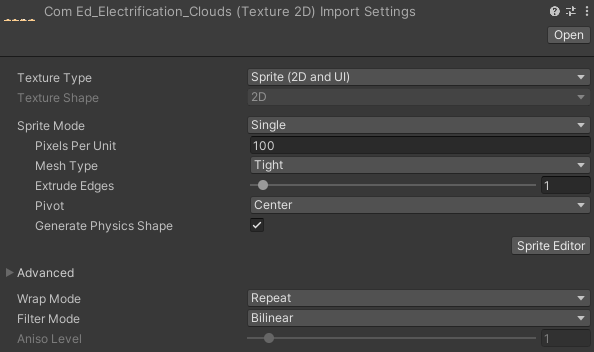 Com Ed_Electrification_Clouds (Texture 2D) Import Settings
Open
Texture Type Sprite (2D and UI)
Texture Shape 2D
Sprite Mode Single
Pixels Per Unit 100
Mesh Type Tight
Extrude Edges 1
Pivot Center
Generate Physics Shape
Sprite Editor
Advanced
Wrap Mode Repeat
Filter Mode Bilinear
Aniso Level 1